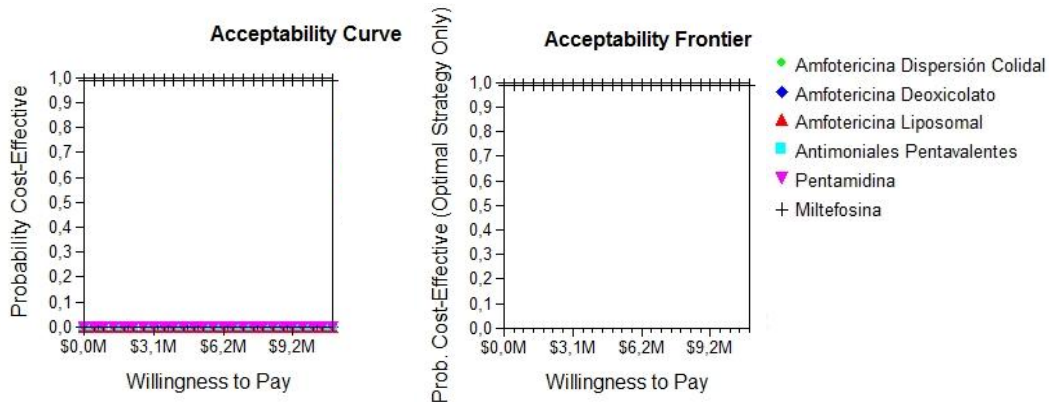 Acceptability Curve
Probability Cost-Effective
1,0
0,9
0,8
0,7
0,6
0,5
0,4
0,3
0,2
0,1
0,0
$0,0M $3,1M $6,2M $9,2M
Willingness to Pay
Acceptability Frontier
Prob. Cost-Effective (Optimal Strategy Only)
1,0
0,9
0,8
0,7
0,6
0,5
0,4
0,3
0,2
0,1
0,0
$0,0M $3,1M $6,2M $9,2M
Willingness to Pay
Amfotericina Dispersión Colidal
Amfotericina Deoxicolato
Amfotericina Liposomal
Antimoniales Pentavalentes
Pentamidina
Miltefosina